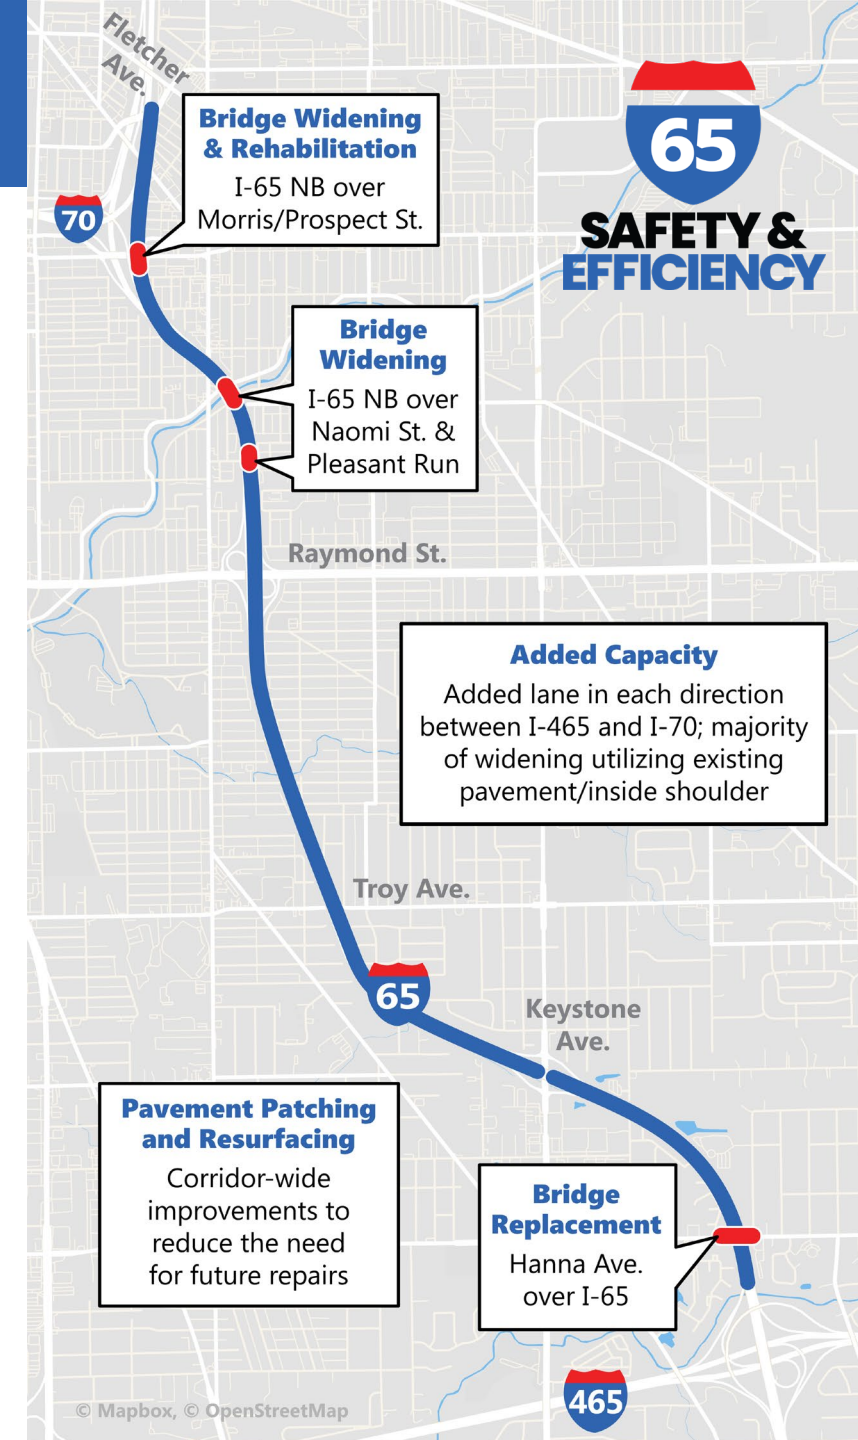 Fletcher
Ave.
Bridge Widening
& Rehabilitation
I-65 NB over
Morris/Prospect St.
65
SAFETY &
EFFICIENCY
70
Bridge
Widening
I-65 NB over
Naomi St. &
Pleasant Run
Raymond St.
Added Capacity
Added lane in each direction
between I-465 and I-70; majority
of widening utilizing existing
pavement/inside shoulder
Troy Ave.
65
Keystone
Ave.
Pavement Patching
and Resurfacing
Corridor-wide
improvements to
reduce the need
for future repairs
Bridge
Replacement
Hanna Ave.
over I-65
465
© Mapbox, © OpenStreetMap